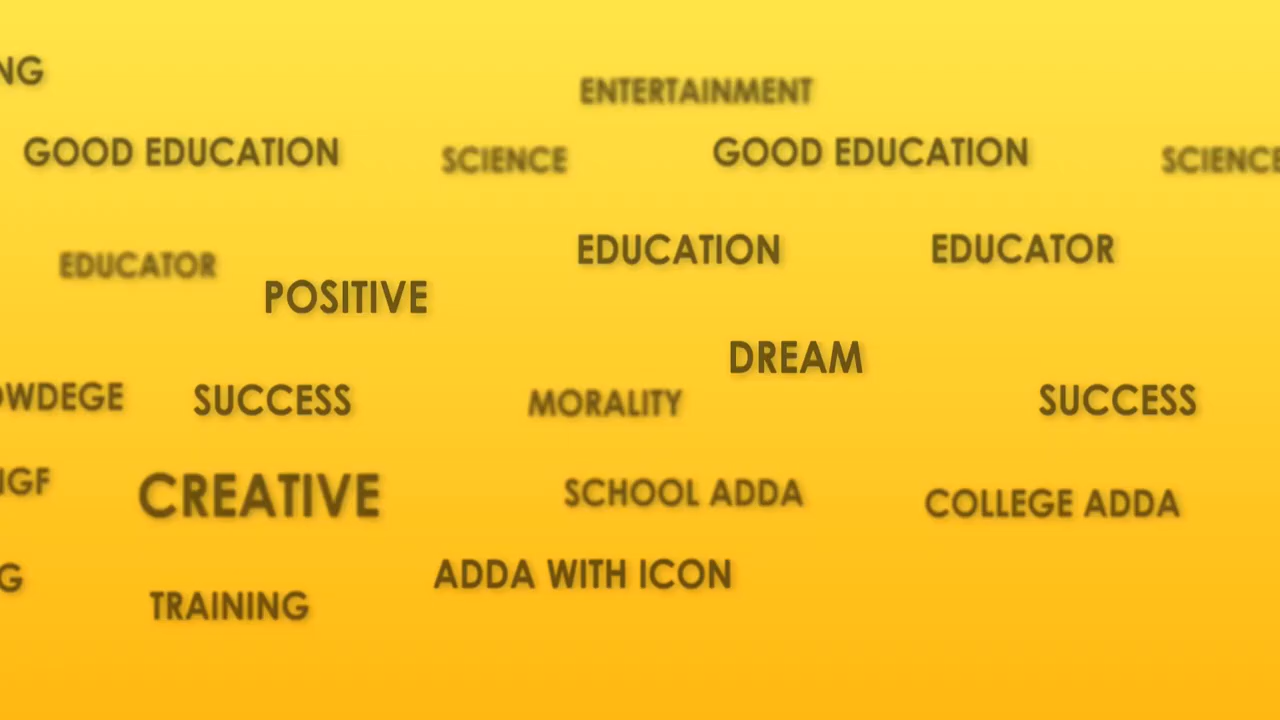 NG
ENTERTAINMENT
GOOD EDUCATION SCIENCE GOOD EDUCATION SCIENCE
EDUCATION EDUCATOR
EDUCATOR
POSITIVE
DREAM
OWDEGE SUCCESS MORALITY SUCCESS
NGF CREATIVE SCHOOL ADDA COLLEGE ADDA
G ADDA WITH ICON
TRAINING